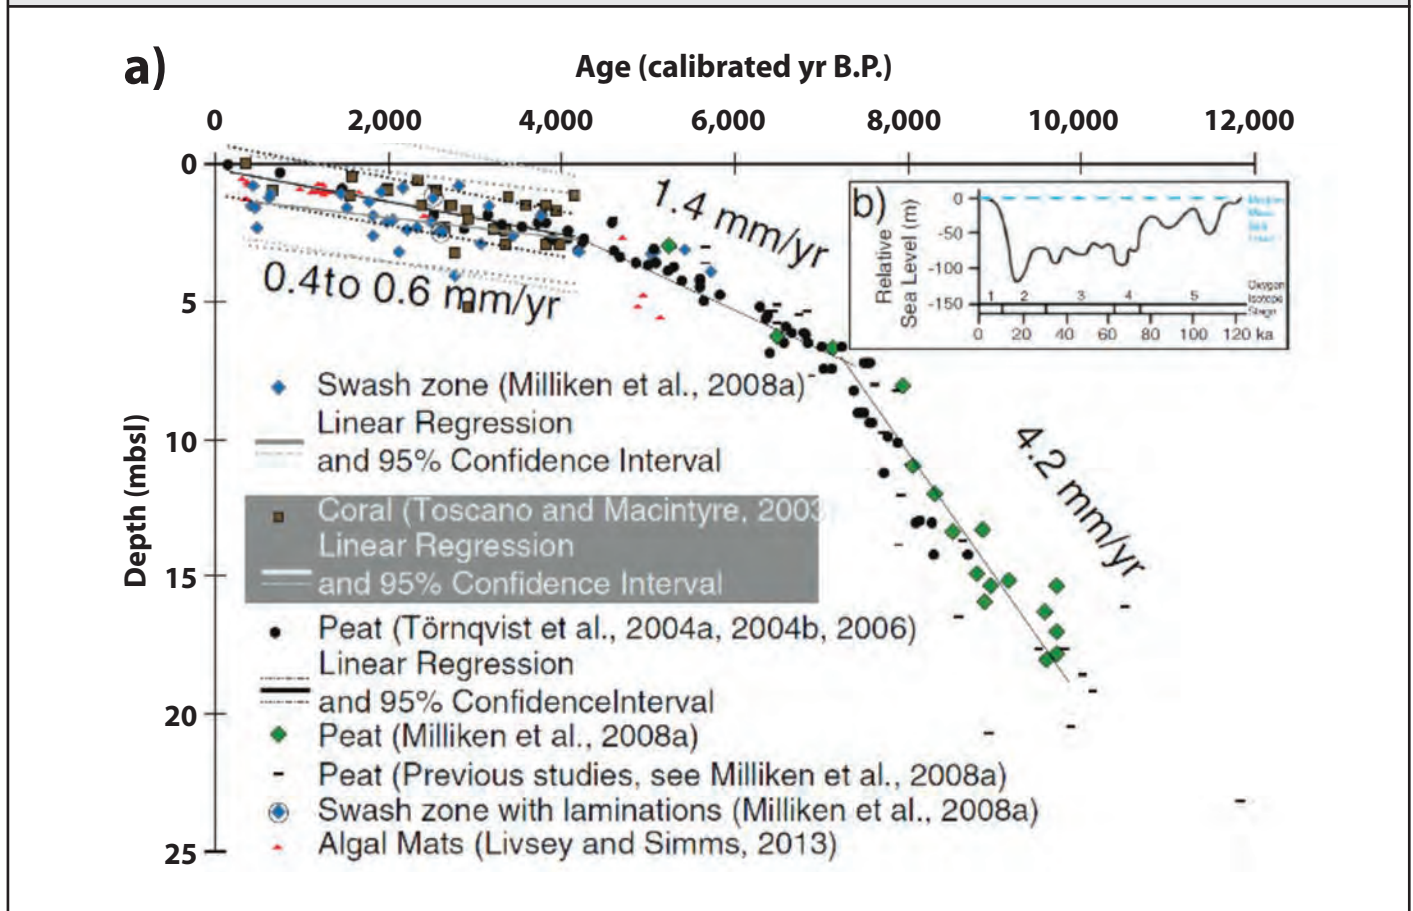 a)
Age (calibrated yr B.P.)
0 2,000 4,000 6,000 8,000 10,000 12,000
0
5
10
15
20
25
Depth (mbsl)
1.4 mm/yr
0.4to 0.6 mm/yr
4.2 mm/yr
b)
Relative
Sea Level (m)
0
-50
-100
-150
1 2 3 4 5
Oxygen
Isotope
Stage
0 20 40 60 80 100 120 ka
Swash zone (Milliken et al., 2008a)
Linear Regression
and 95% Confidence Interval
Coral (Toscano and Macintyre, 2003)
Linear Regression
and 95% Confidence Interval
Peat (Törnqvist et al., 2004a, 2004b, 2006)
Linear Regression
and 95% ConfidenceInterval
Peat (Milliken et al., 2008a)
Peat (Previous studies, see Milliken et al., 2008a)
Swash zone with laminations (Milliken et al., 2008a)
Algal Mats (Livsey and Simms, 2013)